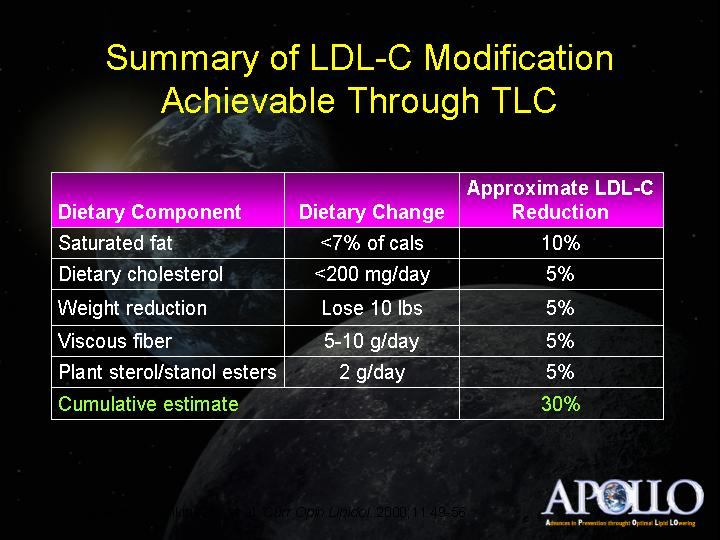 Summary of LDL-C Modification
Achievable Through TLC
Dietary Component Dietary Change Approximate LDL-C Reduction
Saturated fat <7% of cals 10%
Dietary cholesterol <200 mg/day 5%
Weight reduction Lose 10 lbs 5%
Viscous fiber 5-10 g/day 5%
Plant sterol/stanol esters 2 g/day 5%
Cumulative estimate 30%
Curr Opin Lipidol. 2000;11:49-56
APOLLO
Advances in Prevention throught Optimal Lipid LOwering